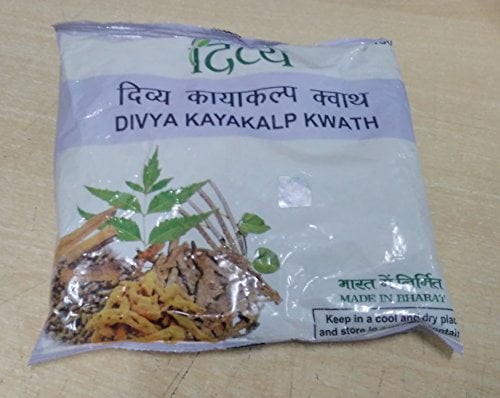 दिव्य
दिव्य कायाकल्प क्वाथ
DIVYA KAYAKALP KWATH
भारत में निर्मित
MADE IN BHARAT
Keep in a cool and dry
and store in